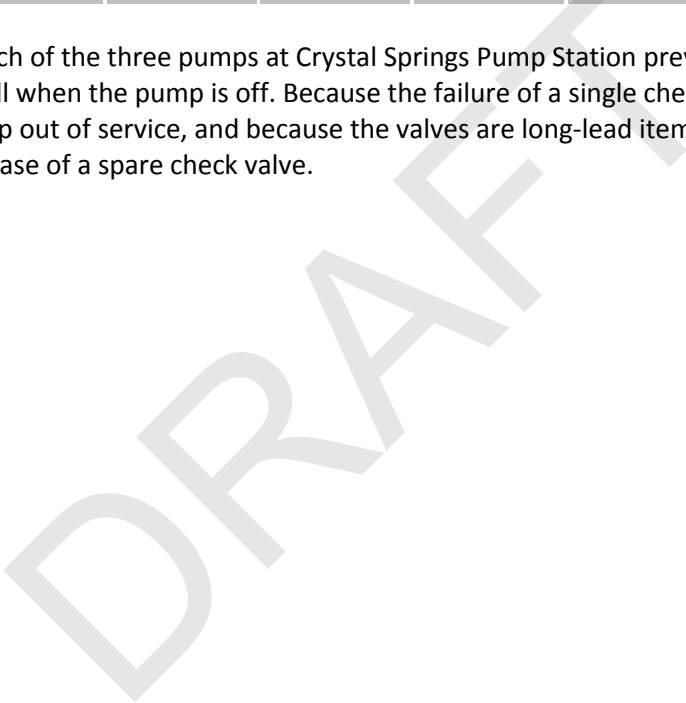 ch of the three pumps at Crystal Springs Pump Station prev
ll when the pump is off. Because the failure of a single che
p out of service, and because the valves are long-lead item
ase of a spare check valve.
DRAFT